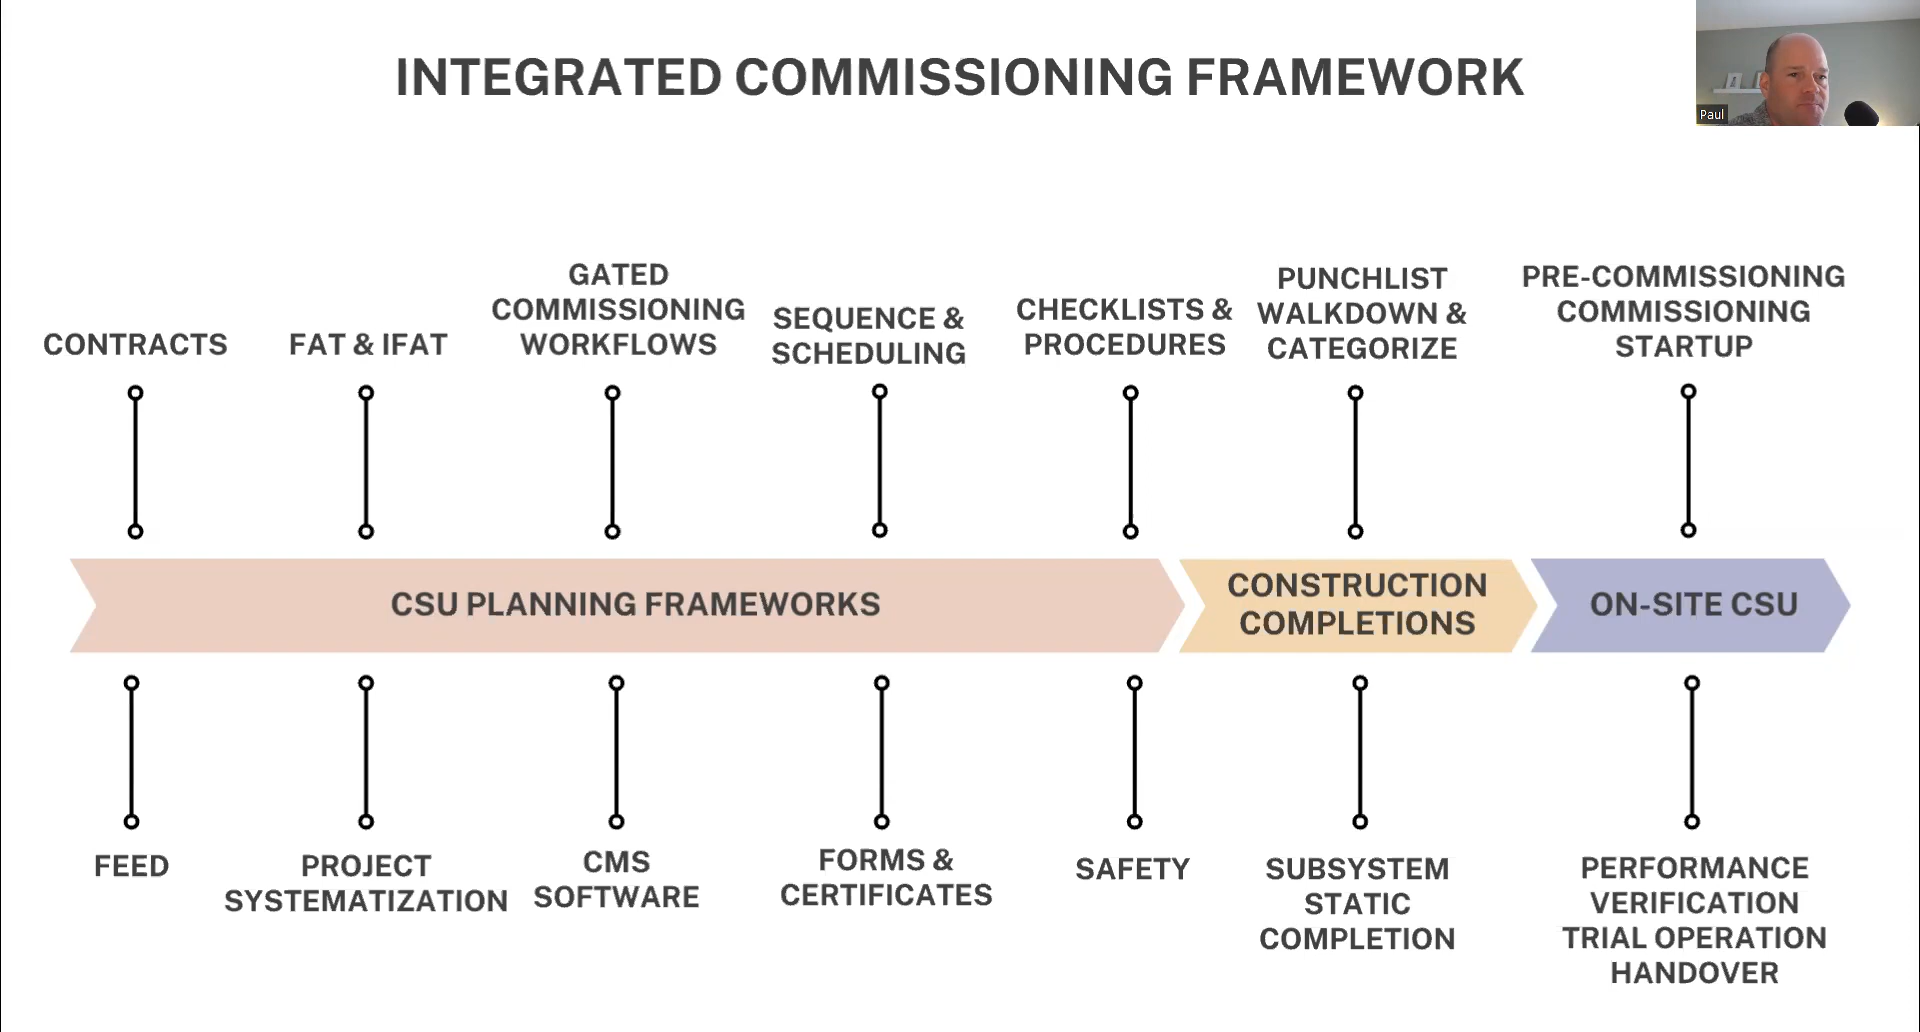 INTEGRATED COMMISSIONING FRAMEWORK
Paul
CONTRACTS
FAT & IFAT
GATED
COMMISSIONING
WORKFLOWS
SEQUENCE &
SCHEDULING
CHECKLISTS &
PROCEDURES
PUNCHLIST
WALKDOWN &
CATEGORIZE
PRE-COMMISSIONING
COMMISSIONING
STARTUP
CSU PLANNING FRAMEWORKS
CONSTRUCTION
COMPLETIONS
ON-SITE CSU
FEED
PROJECT
SYSTEMATIZATION
CMS
SOFTWARE
FORMS &
CERTIFICATES
SAFETY
SUBSYSTEM
STATIC
COMPLETION
PERFORMANCE
VERIFICATION
TRIAL OPERATION
HANDOVER